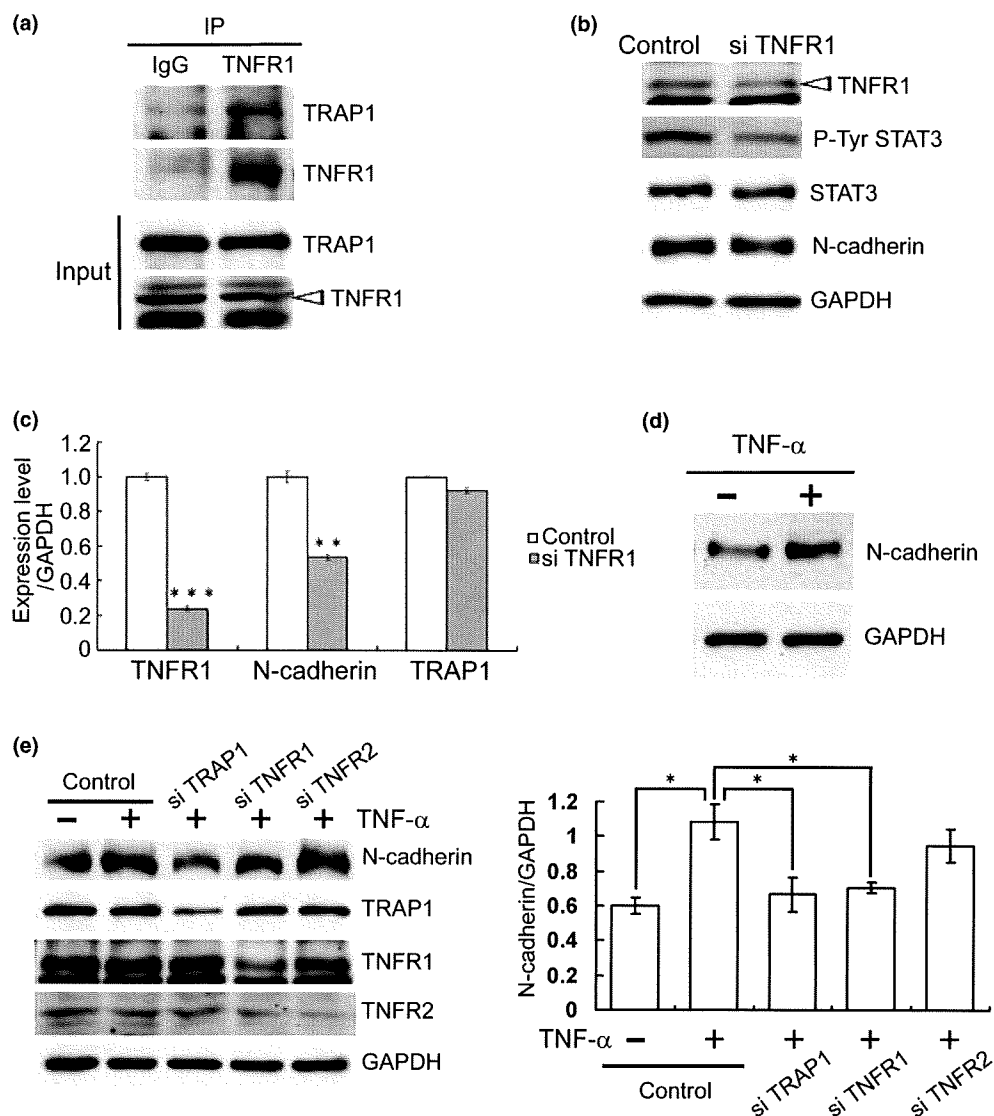 (a)
IP
IgG TNFR1
TRAP1
TNFR1
Input
TRAP1
TNFR1
(b)
Control si TNFR1
TNFR1
P-Tyr STAT3
STAT3
N-cadherin
GAPDH
(c)
Expression level
/GAPDH
1.2
1.0
0.8
0.6
0.4
0.2
0
* * *
* *
TNFR1 N-cadherin TRAP1
Control
si TNFR1
(d)
TNF-α
− +
N-cadherin
GAPDH
(e)
Control si TRAP1 si TNFR1 si TNFR2
− + + + + TNF-α
N-cadherin
TRAP1
TNFR1
TNFR2
GAPDH
N-cadherin/GAPDH
1.2
1
0.8
0.6
0.4
0.2
0
*
* *
TNF-α − + + + +
Control si TRAP1 si TNFR1 si TNFR2